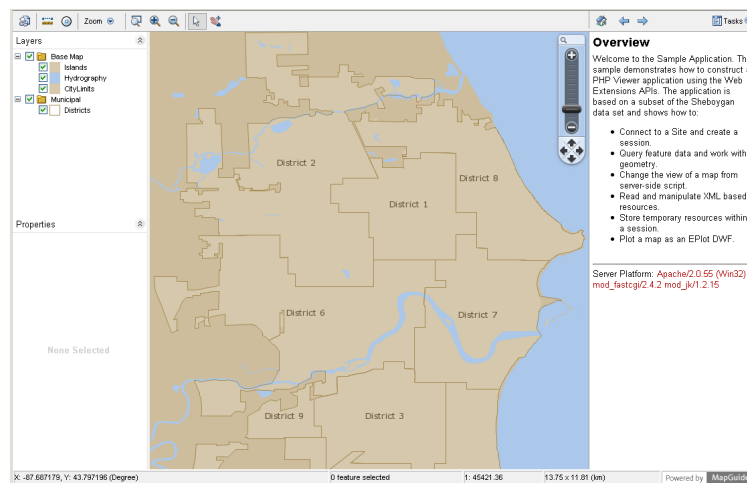 Zoom
Tasks
Layers
Base Map
Islands
Hydrography
CityLimits
Municipal
Districts
Properties
None Selected
District 2
District 8
District 1
District 6
District 7
District 9
District 3
Overview
Welcome to the Sample Application.
sample demonstrates how to construct
PHP Viewer application using the Web
Extensions APIs. The application is
based on a subset of the Sheboygan
data set and shows how to:
• Connect to a Site and create a
session.
• Query feature data and work with
geometry.
• Change the view of a map from
server-side script.
• Read and manipulate XML based
resources.
• Store temporary resources within
a session.
• Plot a map as an EPlot DWF.
Server Platform: Apache/2.0.55 (Win32)
mod_fastcgi/2.4.2 mod_jk/1.2.15
X: -87.687179, Y: 43.797196 (Degree)
0 feature selected
1: 45421.36
13.75 x 11.81 (km)
Powered by MapGuide